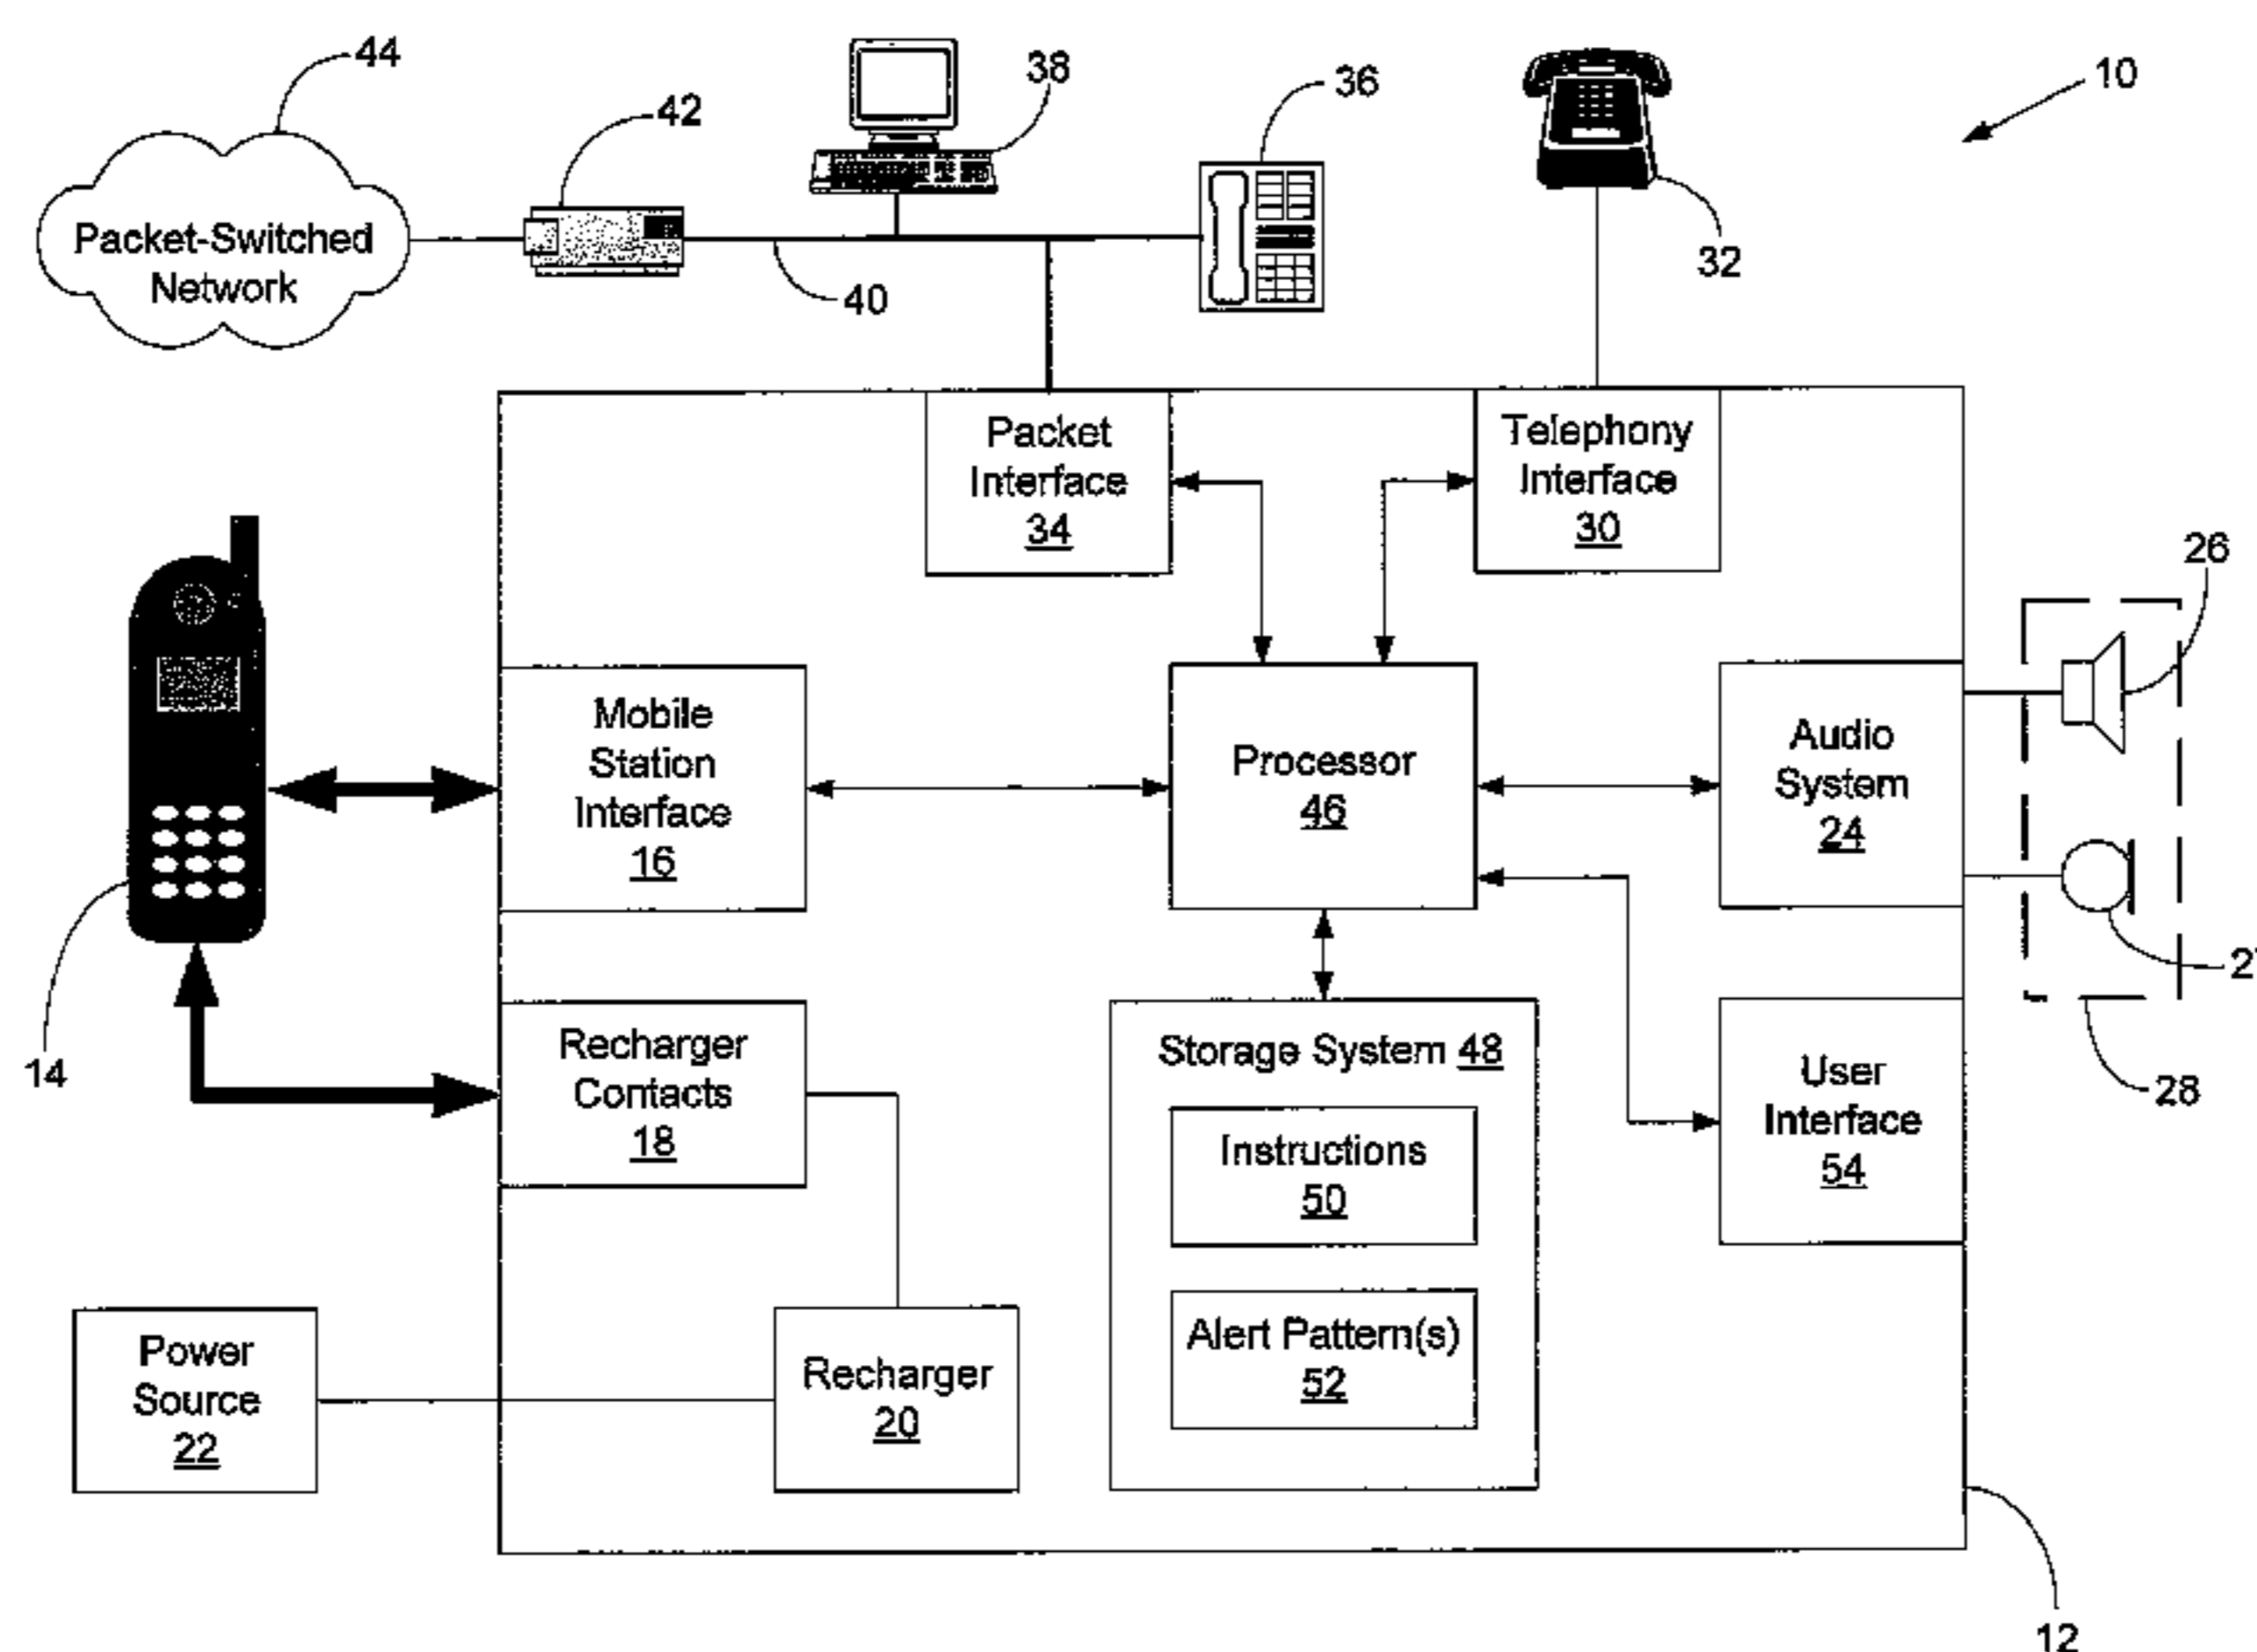 44
42
38
36
10
Packet-Switched
Network
40
32
Packet
Interface
34
Telephony
Interface
30
26
Mobile
Station
Interface
16
Processor
46
Audio
System
24
14
Recharger
Contacts
18
Storage System 48
Instructions
50
Alert Pattern(s)
52
User
Interface
54
28
Power
Source
22
Recharger
20
12